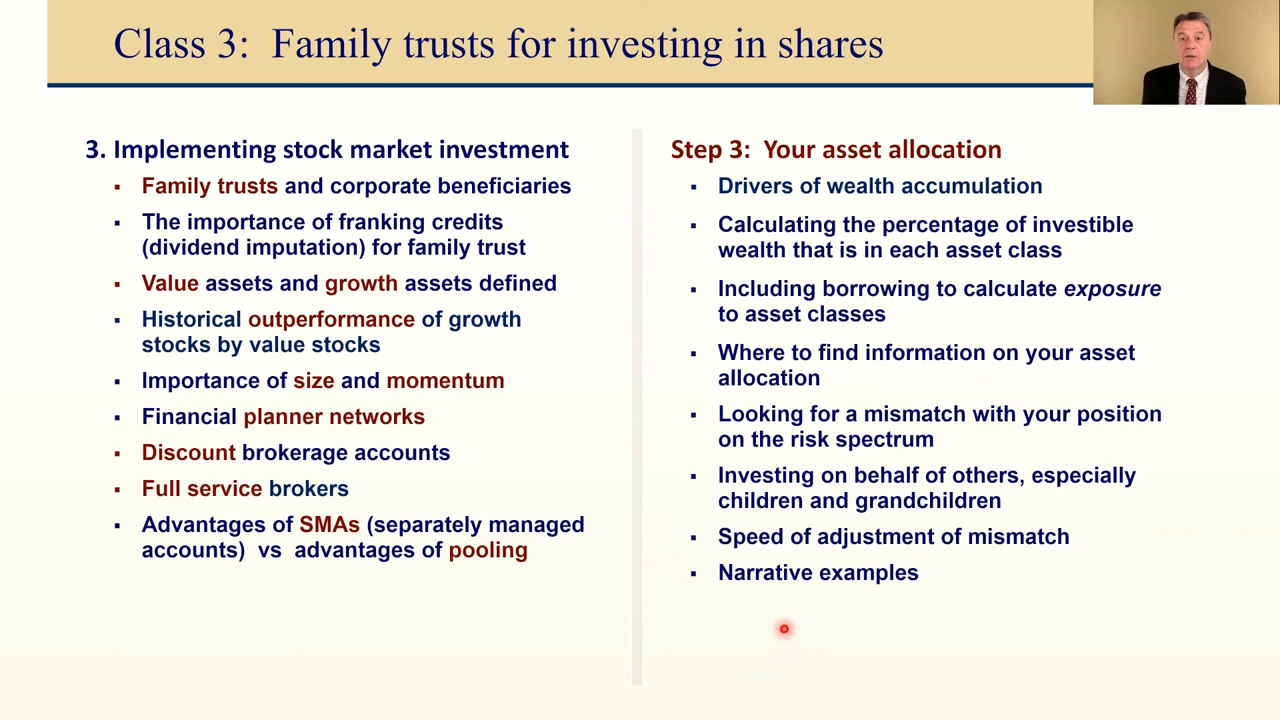 Class 3:  Family trusts for investing in shares
3. Implementing stock market investment
▪ Family trusts and corporate beneficiaries
▪ The importance of franking credits
(dividend imputation) for family trust
▪ Value assets and growth assets defined
▪ Historical outperformance of growth
stocks by value stocks
▪ Importance of size and momentum
▪ Financial planner networks
▪ Discount brokerage accounts
▪ Full service brokers
▪ Advantages of SMAs (separately managed
accounts)  vs  advantages of pooling
Step 3:  Your asset allocation
▪ Drivers of wealth accumulation
▪ Calculating the percentage of investible
wealth that is in each asset class
▪ Including borrowing to calculate exposure
to asset classes
▪ Where to find information on your asset
allocation
▪ Looking for a mismatch with your position
on the risk spectrum
▪ Investing on behalf of others, especially
children and grandchildren
▪ Speed of adjustment of mismatch
▪ Narrative examples